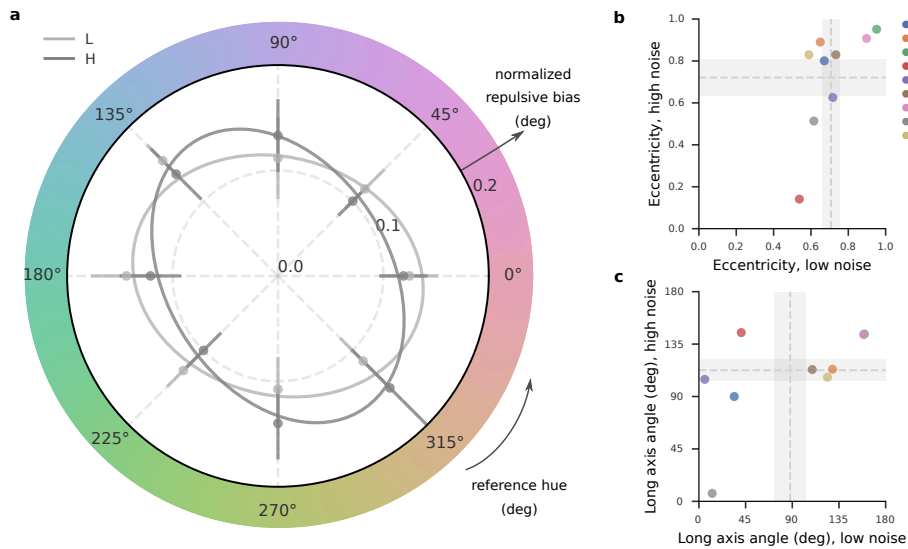 a
L
H
90°
135°
45°
normalized
repulsive bias
(deg)
0.2
0.1
0.0
180°
0°
225°
315°
270°
reference hue
(deg)
b
Eccentricity, high noise
1.0
0.8
0.6
0.4
0.2
0.0
0.0 0.2 0.4 0.6 0.8 1.0
Eccentricity, low noise
c
Long axis angle (deg), high noise
180
135
90
45
0
0 45 90 135 180
Long axis angle (deg), low noise